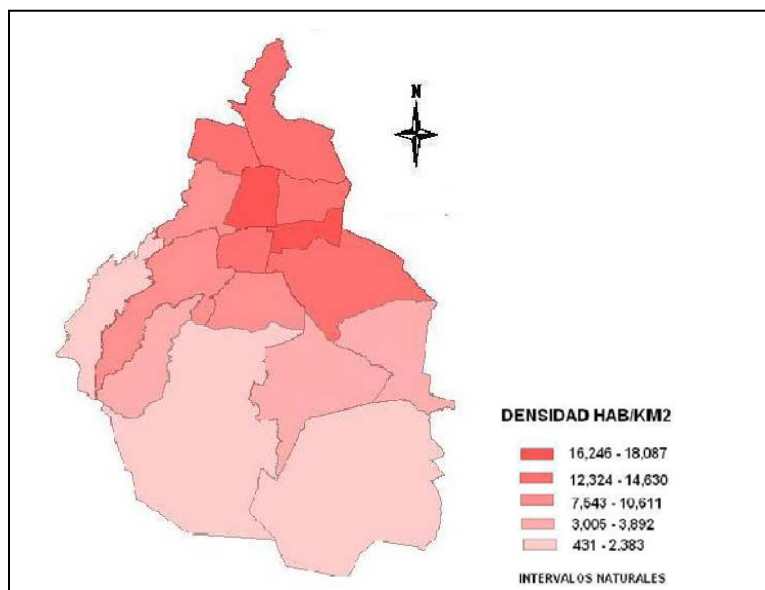 N
DENSIDAD HAB/KM2
16,246 - 18,087
12,324 - 14,630
7,543 - 10,611
3,005 - 3,892
431 - 2,383
INTERVALOS NATURALES